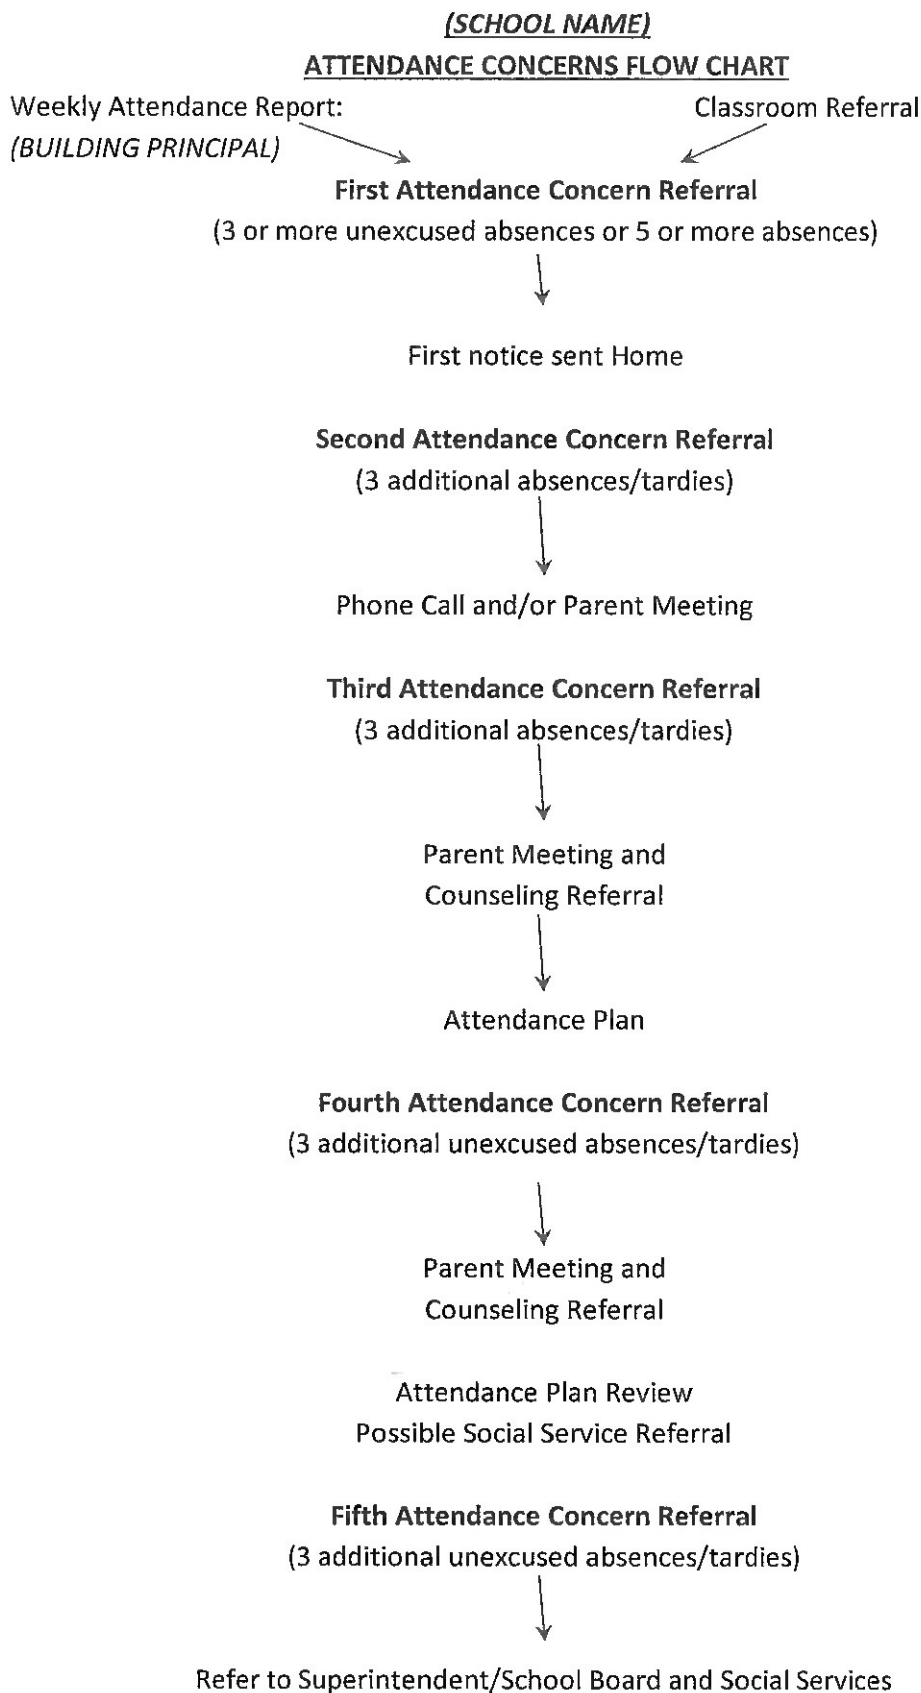 (SCHOOL NAME)
ATTENDANCE CONCERNS FLOW CHART
Weekly Attendance Report:
(BUILDING PRINCIPAL)
Classroom Referral
First Attendance Concern Referral
(3 or more unexcused absences or 5 or more absences)
First notice sent Home
Second Attendance Concern Referral
(3 additional absences/tardies)
Phone Call and/or Parent Meeting
Third Attendance Concern Referral
(3 additional absences/tardies)
Parent Meeting and
Counseling Referral
Attendance Plan
Fourth Attendance Concern Referral
(3 additional unexcused absences/tardies)
Parent Meeting and
Counseling Referral
Attendance Plan Review
Possible Social Service Referral
Fifth Attendance Concern Referral
(3 additional unexcused absences/tardies)
Refer to Superintendent/School Board and Social Services